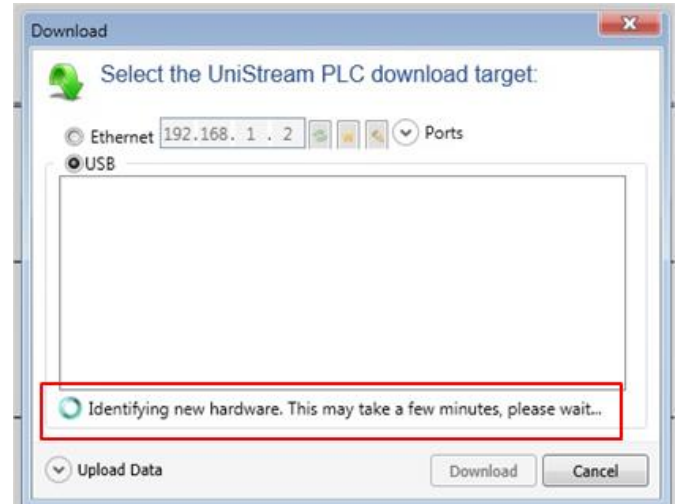 Download
Select the UniStream PLC download target:
Ethernet 192.168. 1 . 2 Ports
USB
Identifying new hardware. This may take a few minutes, please wait...
Upload Data Download Cancel